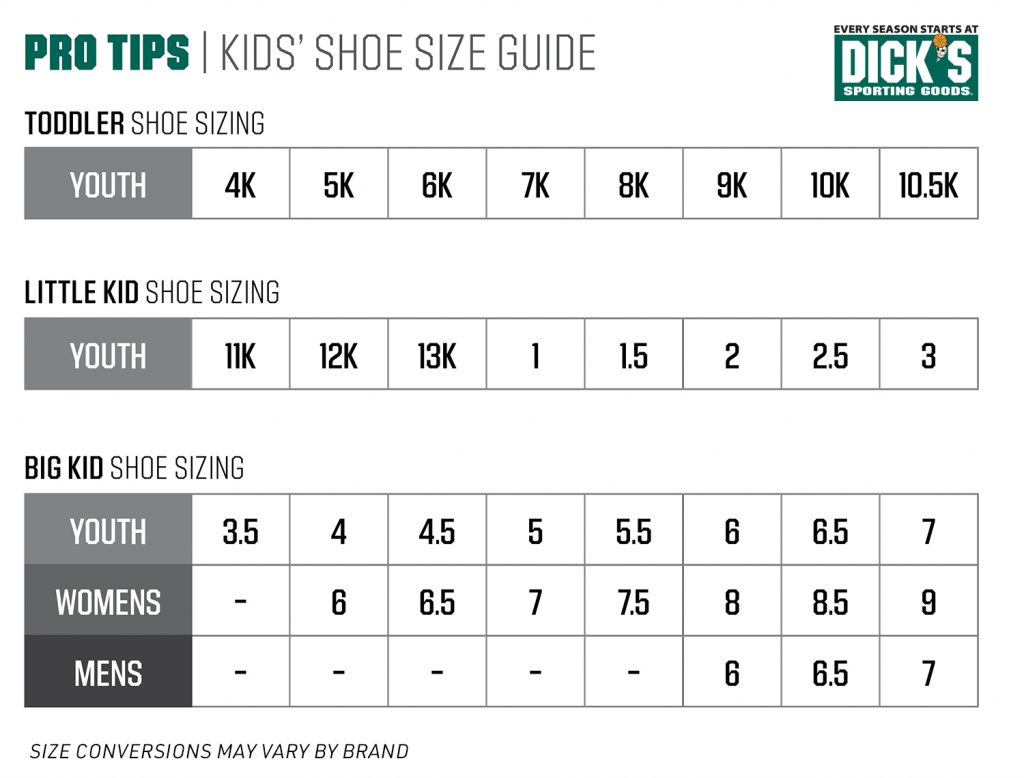 PRO TIPS | KIDS' SHOE SIZE GUIDE
EVERY SEASON STARTS AT
DICK'S
SPORTING GOODS.
TODDLER SHOE SIZING
YOUTH 4K 5K 6K 7K 8K 9K 10K 10.5K
LITTLE KID SHOE SIZING
YOUTH 11K 12K 13K 1 1.5 2 2.5 3
BIG KID SHOE SIZING
YOUTH 3.5 4 4.5 5 5.5 6 6.5 7
WOMENS - 6 6.5 7 7.5 8 8.5 9
MENS - - - - - 6 6.5 7
SIZE CONVERSIONS MAY VARY BY BRAND